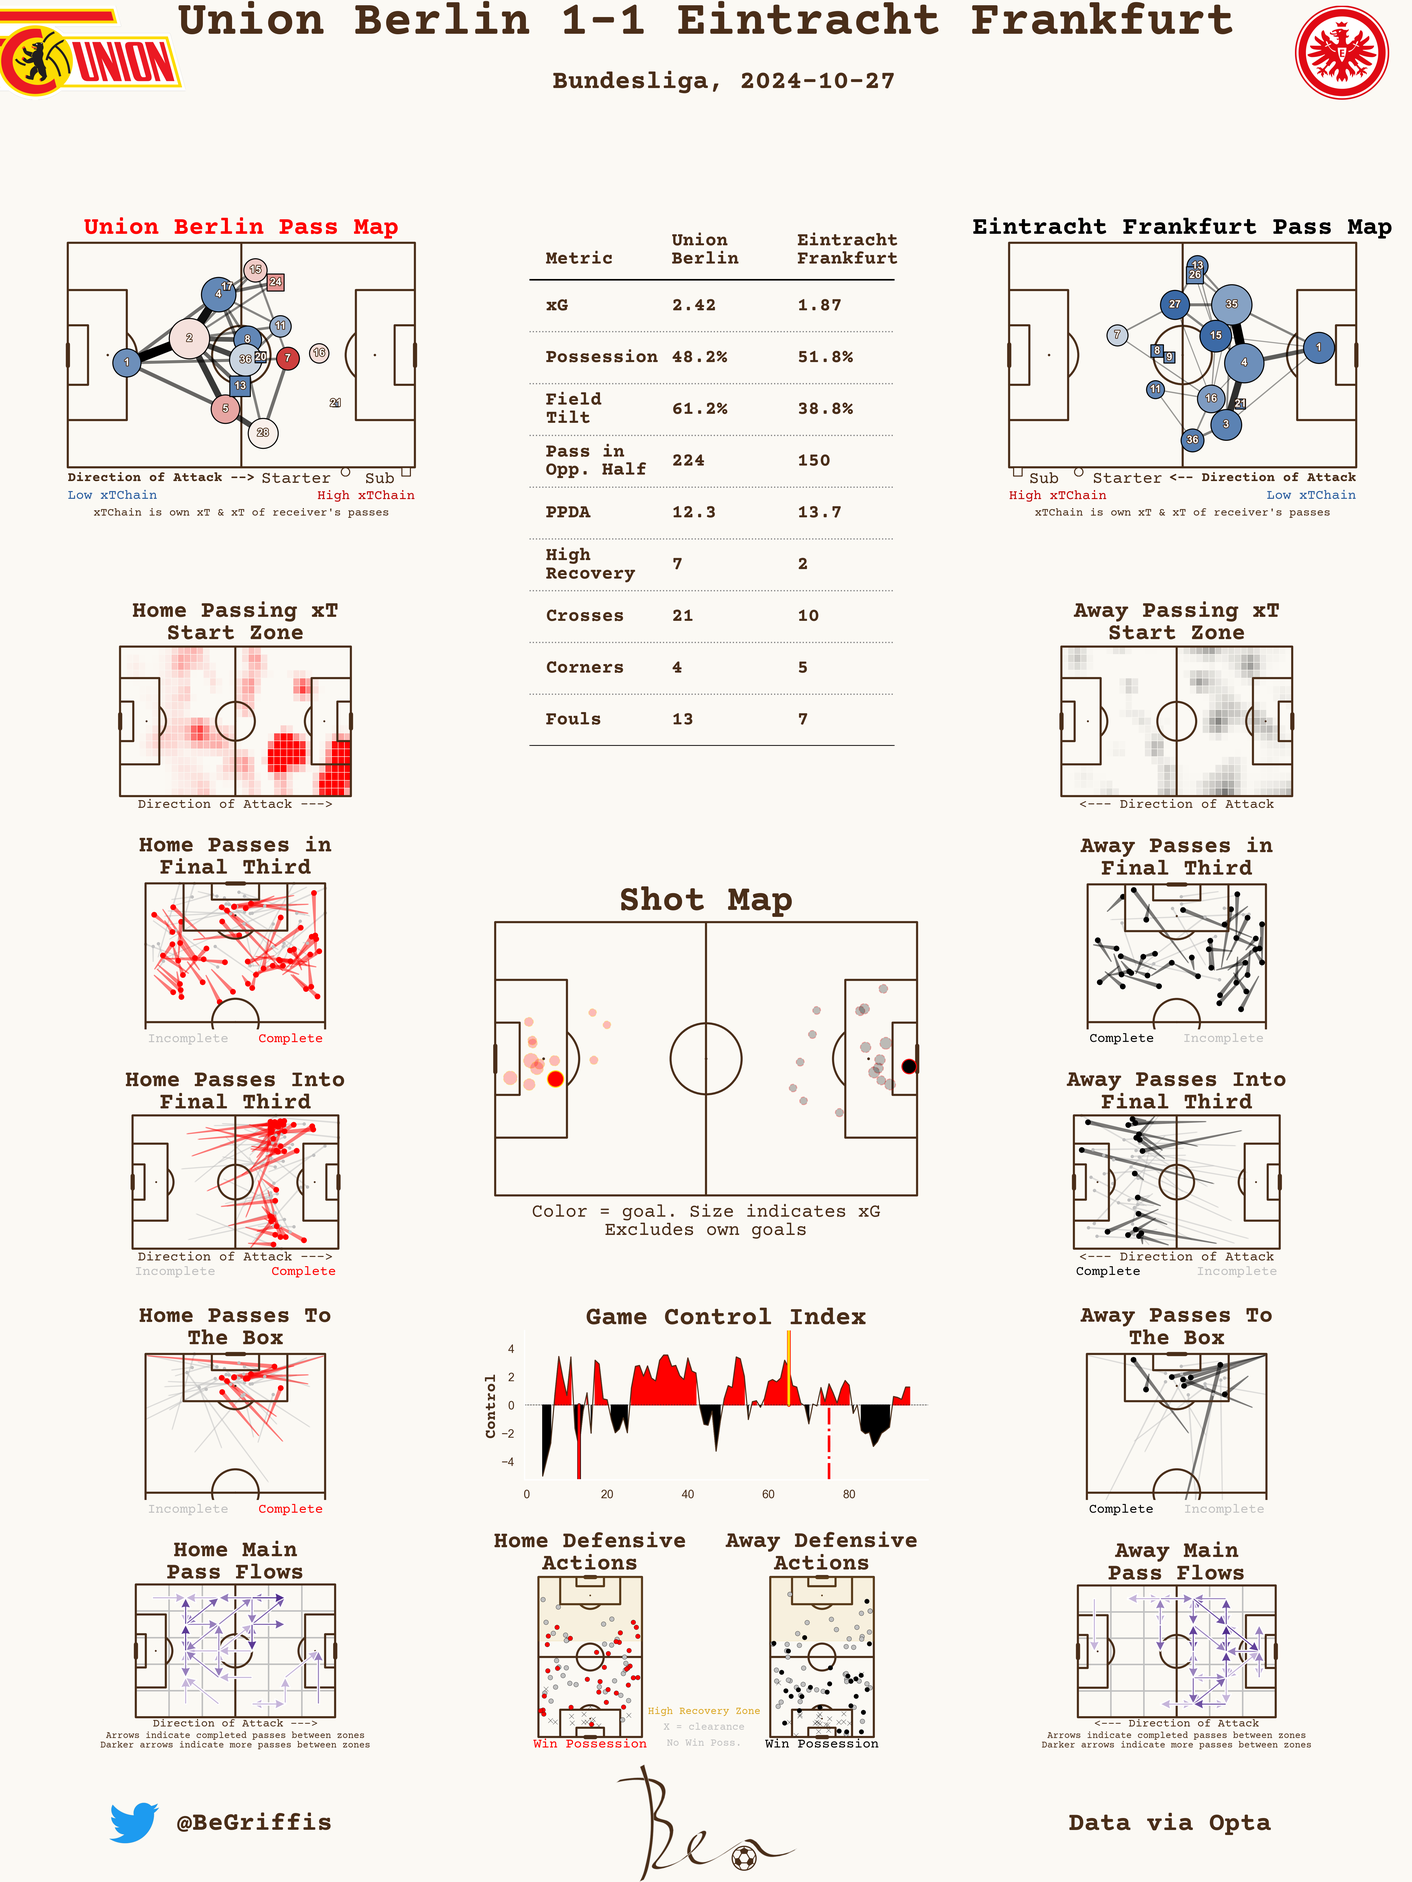 Union Berlin 1-1 Eintracht Frankfurt
UNION
Bundesliga, 2024-10-27
Union Berlin Pass Map
15
24
17
4
11
2
8
36
20
7
16
1
13
5
21
28
Direction of Attack --> Starter Sub
Low xTChain High xTChain
xTChain is own xT & xT of receiver's passes
Metric Union Berlin Eintracht Frankfurt
xG 2.42 1.87
Possession 48.2% 51.8%
Field Tilt 61.2% 38.8%
Pass in Opp. Half 224 150
PPDA 12.3 13.7
High Recovery 7 2
Crosses 21 10
Corners 4 5
Fouls 13 7
Eintracht Frankfurt Pass Map
13
26
27
35
7
15
8
9
4
1
11
16
21
3
36
Sub Starter <-- Direction of Attack
High xTChain Low xTChain
xTChain is own xT & xT of receiver's passes
Home Passing xT
Start Zone
Direction of Attack --->
Away Passing xT
Start Zone
<--- Direction of Attack
Home Passes in
Final Third
Incomplete Complete
Away Passes in
Final Third
Complete Incomplete
Shot Map
Color = goal. Size indicates xG
Excludes own goals
Home Passes Into
Final Third
Direction of Attack --->
Incomplete Complete
Away Passes Into
Final Third
<--- Direction of Attack
Complete Incomplete
Home Passes To
The Box
Incomplete Complete
Game Control Index
Control
4
2
0
−2
−4
0 20 40 60 80
Away Passes To
The Box
Complete Incomplete
Home Main
Pass Flows
Direction of Attack --->
Arrows indicate completed passes between zones
Darker arrows indicate more passes between zones
Home Defensive
Actions
Win Possession
High Recovery Zone
X = clearance
No Win Poss.
Away Defensive
Actions
Win Possession
Away Main
Pass Flows
<--- Direction of Attack
Arrows indicate completed passes between zones
Darker arrows indicate more passes between zones
@BeGriffis
Ben
Data via Opta